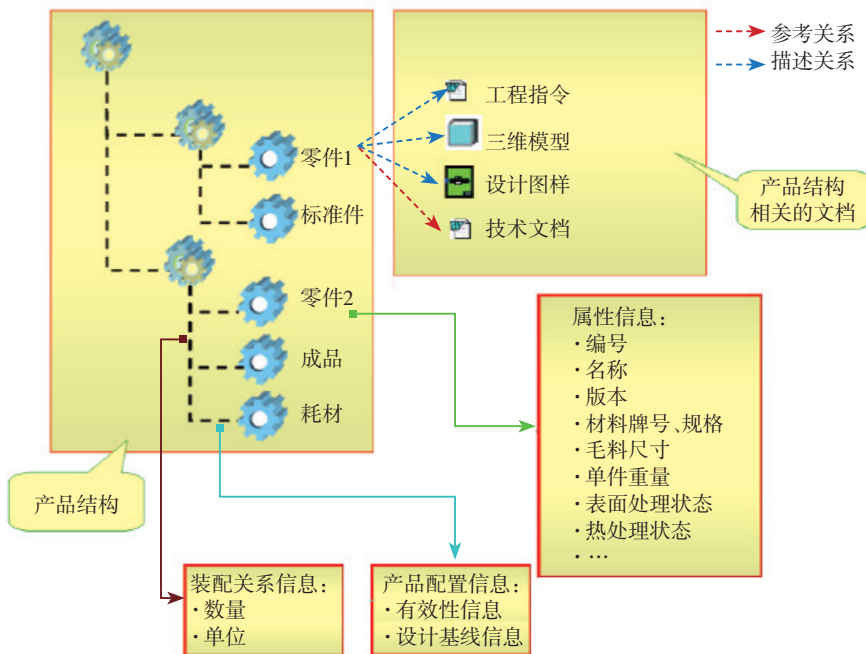 参考关系
描述关系
零件1
标准件
零件2
成品
耗材
工程指令
三维模型
设计图样
技术文档
产品结构
相关的文档
产品结构
属性信息：
·编号
·名称
·版本
·材料牌号、规格
·毛料尺寸
·单件重量
·表面处理状态
·热处理状态
·…
装配关系信息：
·数量
·单位
产品配置信息：
·有效性信息
·设计基线信息